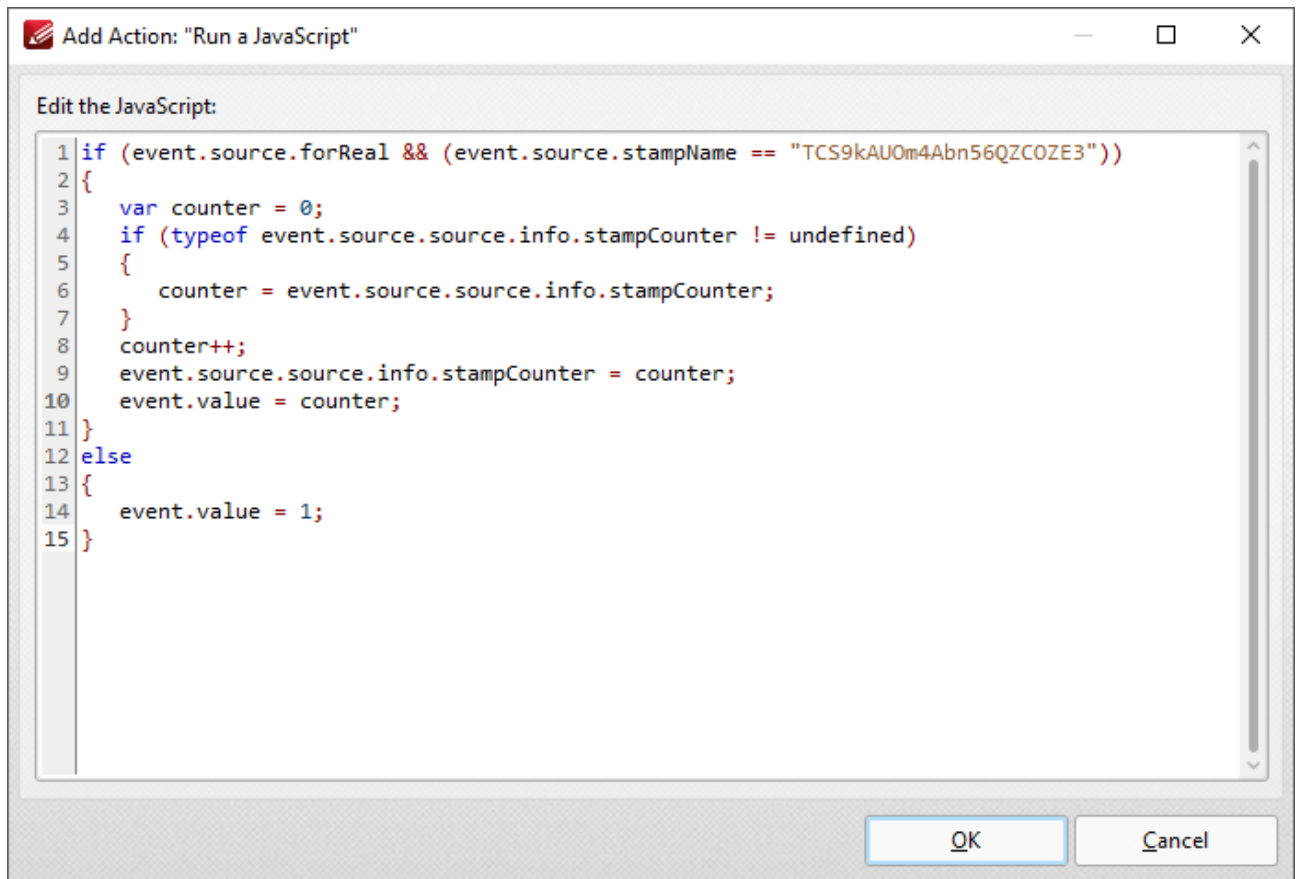 Add Action: "Run a JavaScript"
Edit the JavaScript:
1 if (event.source.forReal && (event.source.stampName == "TCS9kAUOm4Abn56QZCOZE3"))
2 {
3    var counter = 0;
4    if (typeof event.source.source.info.stampCounter != undefined)
5    {
6       counter = event.source.source.info.stampCounter;
7    }
8    counter++;
9    event.source.source.info.stampCounter = counter;
10    event.value = counter;
11 }
12 else
13 {
14    event.value = 1;
15 }
OK Cancel